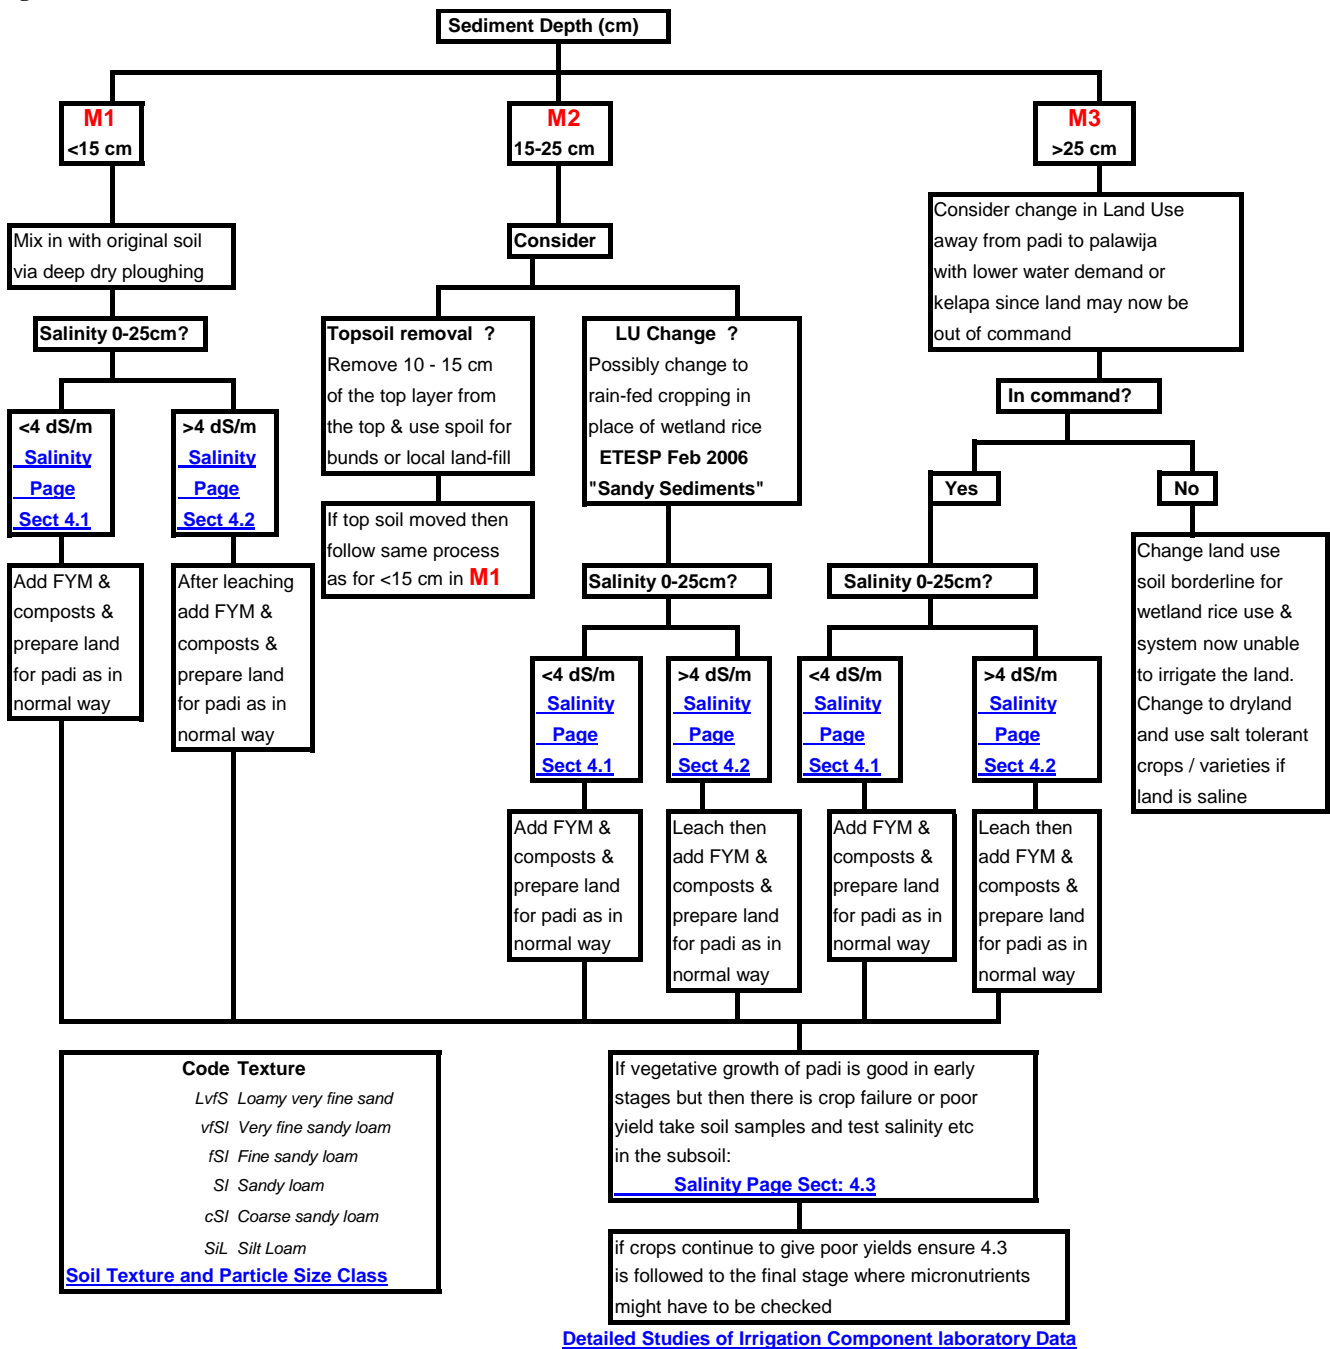 Sediment Depth (cm)
M1
<15 cm
M2
15-25 cm
M3
>25 cm
Mix in with original soil
via deep dry ploughing
Consider
Consider change in Land Use
away from padi to palawija
with lower water demand or
kelapa since land may now be
out of command
Salinity 0-25cm?
Topsoil removal ?
Remove 10 - 15 cm
of the top layer from
the top & use spoil for
bunds or local land-fill
LU Change ?
Possibly change to
rain-fed cropping in
place of wetland rice
ETESP Feb 2006
"Sandy Sediments"
In command?
<4 dS/m
Salinity
Page
Sect 4.1
>4 dS/m
Salinity
Page
Sect 4.2
Yes
No
If top soil moved then
follow same process
as for <15 cm in M1
Change land use
soil borderline for
wetland rice use &
system now unable
to irrigate the land.
Change to dryland
and use salt tolerant
crops / varieties if
land is saline
Add FYM &
composts &
prepare land
for padi as in
normal way
After leaching
add FYM &
composts &
prepare land
for padi as in
normal way
Salinity 0-25cm?
Salinity 0-25cm?
<4 dS/m
Salinity
Page
Sect 4.1
>4 dS/m
Salinity
Page
Sect 4.2
<4 dS/m
Salinity
Page
Sect 4.1
>4 dS/m
Salinity
Page
Sect 4.2
Add FYM &
composts &
prepare land
for padi as in
normal way
Leach then
add FYM &
composts &
prepare land
for padi as in
normal way
Add FYM &
composts &
prepare land
for padi as in
normal way
Leach then
add FYM &
composts &
prepare land
for padi as in
normal way
Code Texture
LvfS Loamy very fine sand
vfSl Very fine sandy loam
fSl Fine sandy loam
Sl Sandy loam
cSl Coarse sandy loam
SiL Silt Loam
Soil Texture and Particle Size Class
If vegetative growth of padi is good in early
stages but then there is crop failure or poor
yield take soil samples and test salinity etc
in the subsoil:
Salinity Page Sect: 4.3
if crops continue to give poor yields ensure 4.3
is followed to the final stage where micronutrients
might have to be checked
Detailed Studies of Irrigation Component laboratory Data